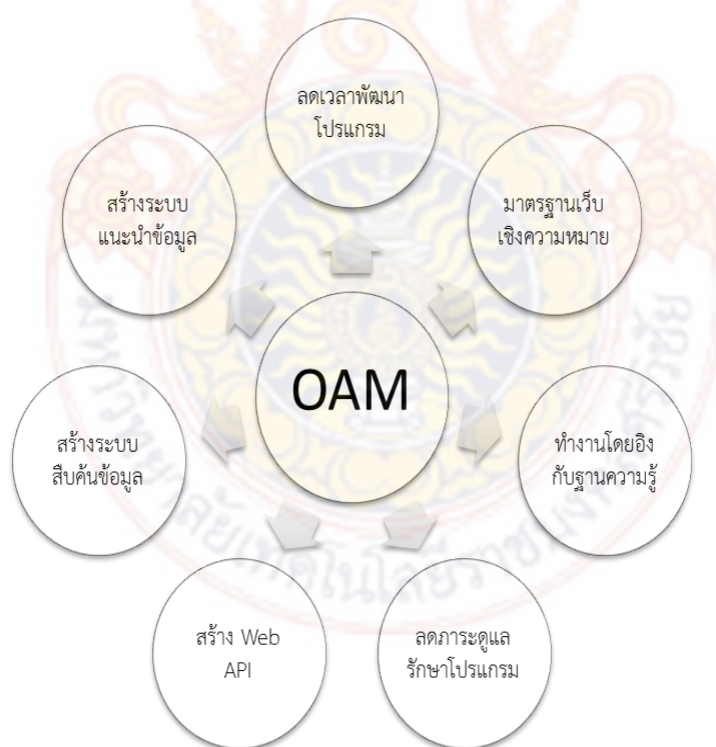 ลดเวลาพัฒนา
โปรแกรม
มาตรฐานเว็บ
เชิงความหมาย
ทำงานโดยอิง
กับฐานความรู้
ลดภาระดูแล
รักษาโปรแกรม
สร้าง Web
API
สร้างระบบ
สืบค้นข้อมูล
สร้างระบบ
แนะนำข้อมูล
OAM